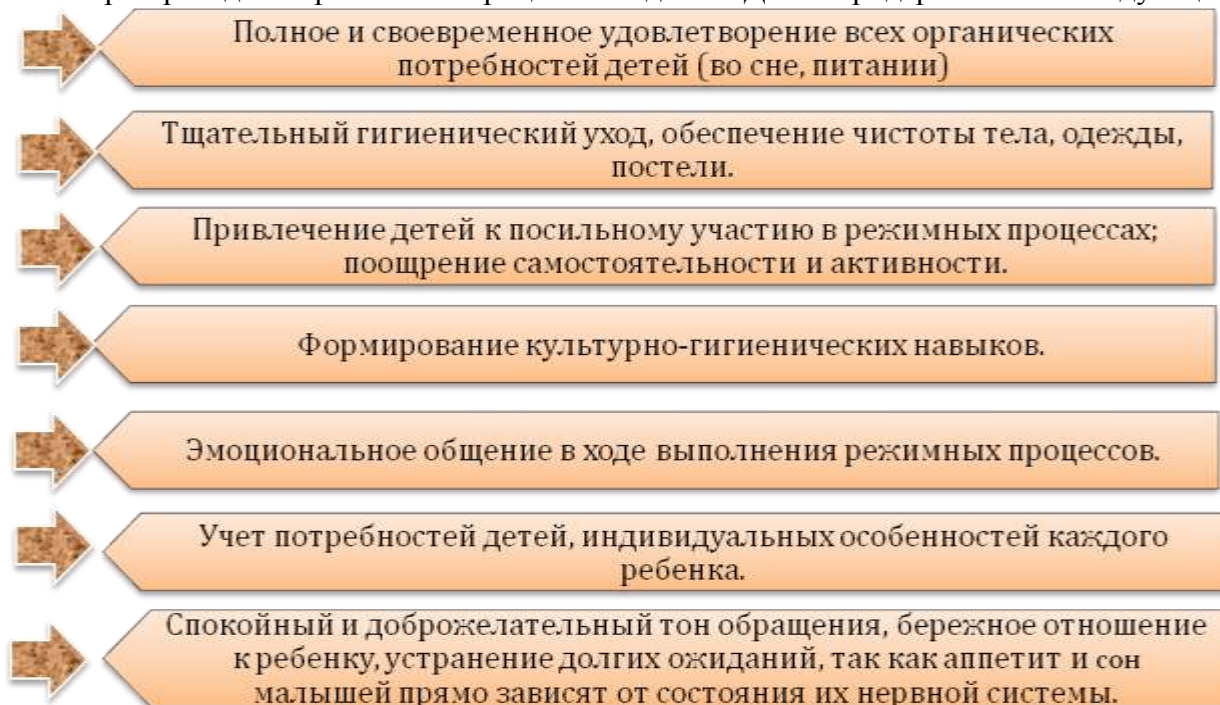 Полное и своевременное удовлетворение всех органических
потребностей детей (во сне, питании)
Тщательный гигиенический уход, обеспечение чистоты тела, одежды,
постели.
Привлечение детей к посильному участию в режимных процессах;
поощрение самостоятельности и активности.
Формирование культурно-гигиенических навыков.
Эмоциональное общение в ходе выполнения режимных процессов.
Учет потребностей детей, индивидуальных особенностей каждого
ребенка.
Спокойный и доброжелательный тон обращения, бережное отношение
к ребенку, устранение долгих ожиданий, так как аппетит и сон
малышей прямо зависят от состояния их нервной системы.